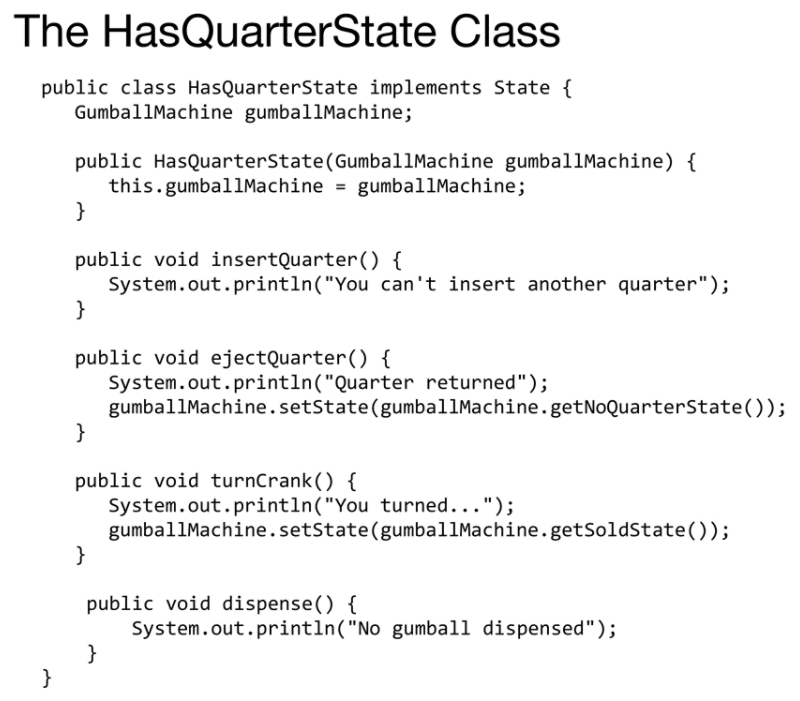 The HasQuarterState Class
public class HasQuarterState implements State {
GumballMachine gumballMachine;
public HasQuarterState(GumballMachine gumballMachine) {
this.gumballMachine = gumballMachine;
}
public void insertQuarter() {
System.out.println("You can't insert another quarter");
}
public void ejectQuarter() {
System.out.println("Quarter returned");
gumballMachine.setState(gumballMachine.getNoQuarterState());
}
public void turnCrank() {
System.out.println("You turned...");
gumballMachine.setState(gumballMachine.getSoldState());
}
public void dispense() {
System.out.println("No gumball dispensed");
}
}